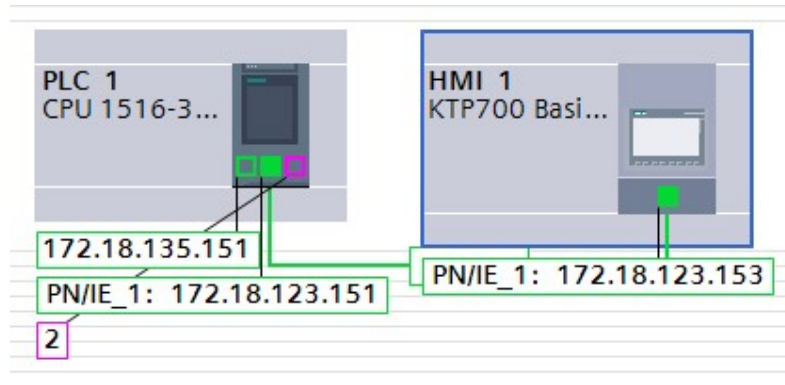 PLC 1
CPU 1516-3...
HMI 1
KTP700 Basi...
172.18.135.151
PN/IE_1: 172.18.123.151
PN/IE_1: 172.18.123.153
2